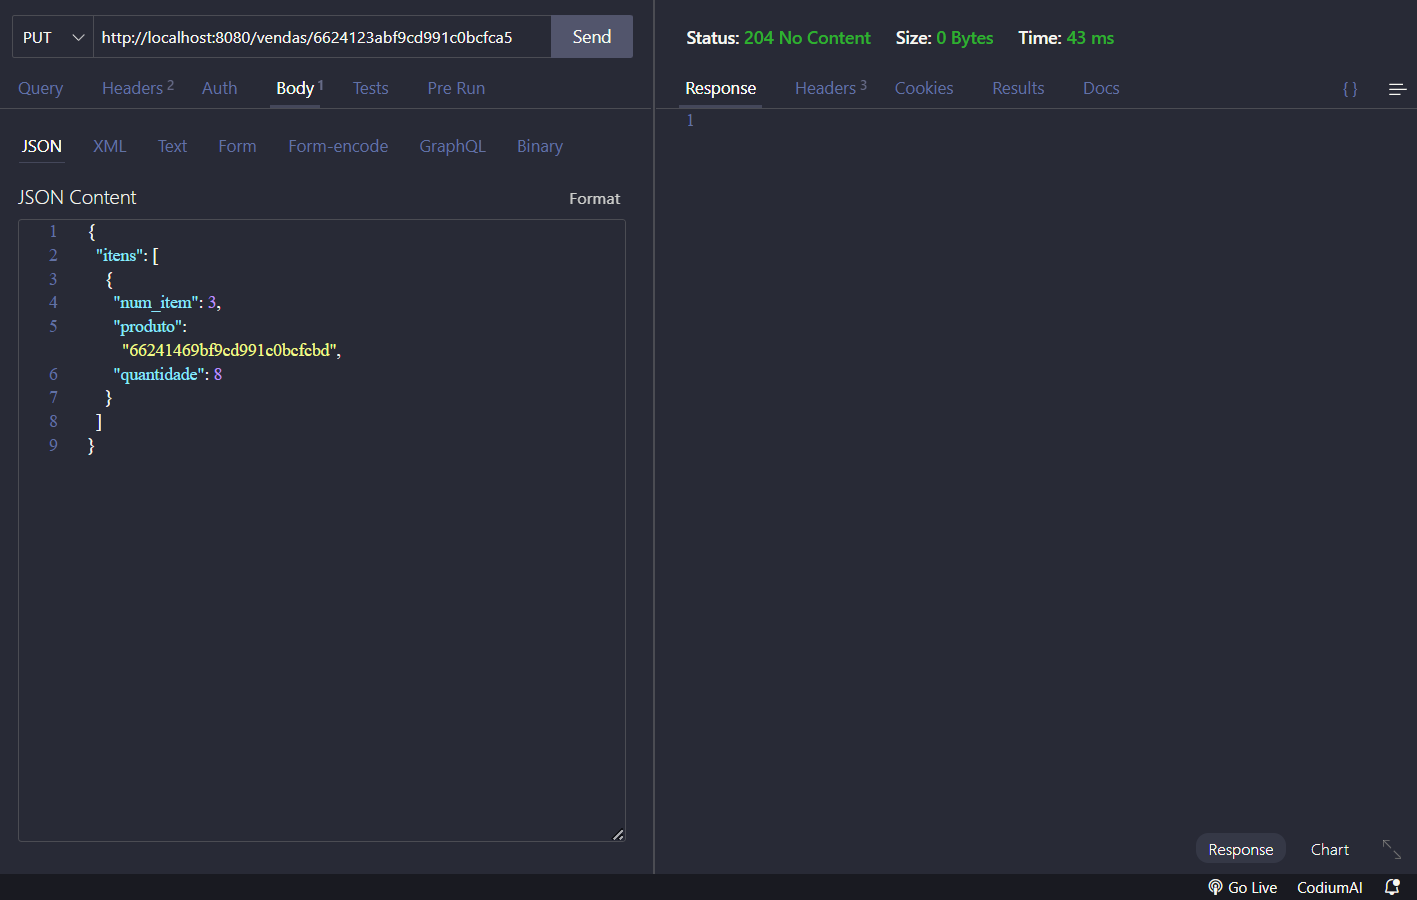 PUT http://localhost:8080/vendas/6624123abf9cd991c0bcfca5 Send
Query Headers 2 Auth Body 1 Tests Pre Run
JSON XML Text Form Form-encode GraphQL Binary
JSON Content Format
1 {
2 "itens": [
3 {
4 "num_item": 3,
5 "produto":
"66241469bf9cd991c0bcfcbd",
6 "quantidade": 8
7 }
8 ]
9 }
Status: 204 No Content Size: 0 Bytes Time: 43 ms
Response Headers 3 Cookies Results Docs { }
1
Response Chart
Go Live CodiumAI